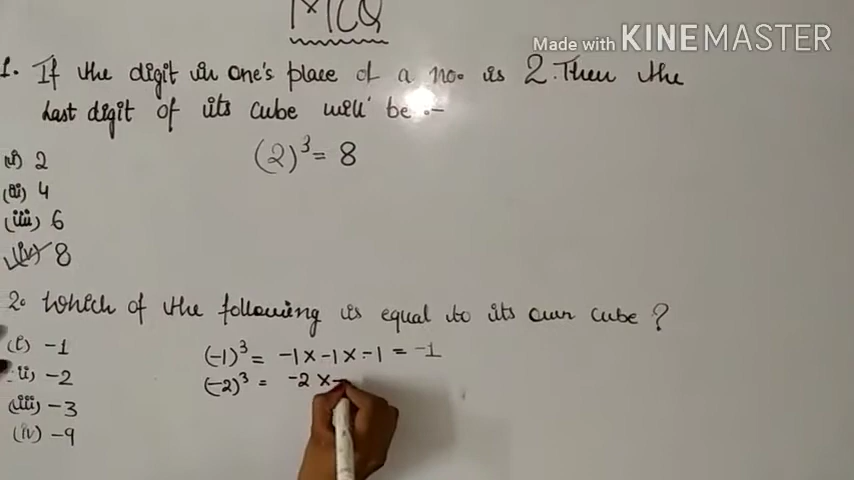 MCQ
Made with KINEMASTER
1. If the digit in one's place of a no. is 2. Then the
last digit of its cube will be :-
(2)³ = 8
(i) 2
(ii) 4
(iii) 6
(iv) 8
2. Which of the following is equal to its own cube ?
(i) -1
(-1)³ = -1 x -1 x -1 = -1
(ii) -2
(-2)³ = -2 x -
(iii) -3
(iv) -9